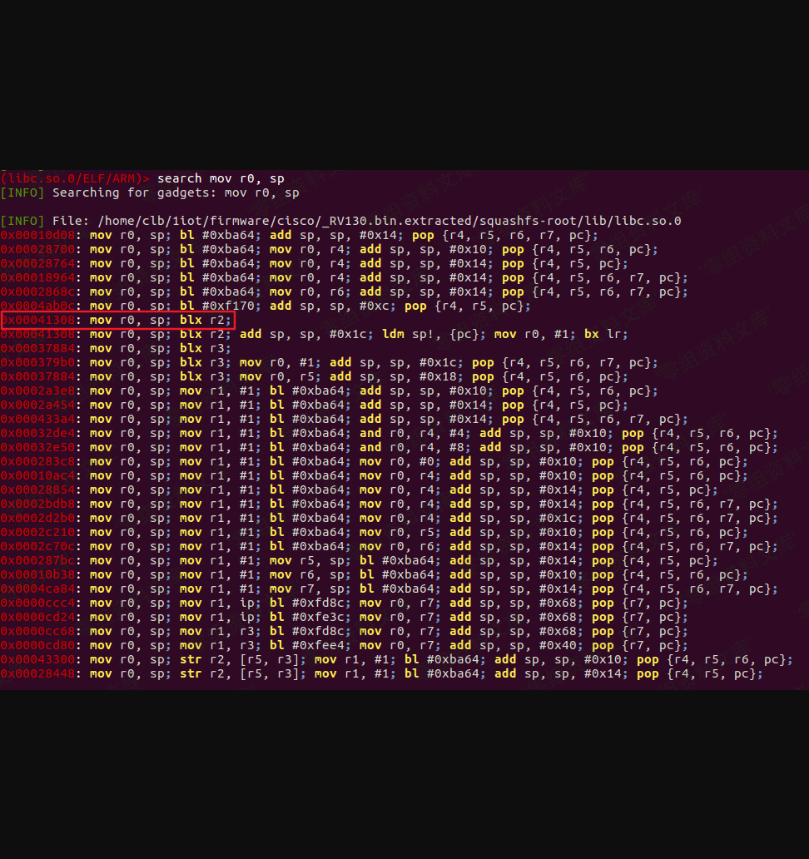 (libc.so.0/ELF/ARM)> search mov r0, sp
[INFO] Searching for gadgets: mov r0, sp
[INFO] File: /home/clb/1iot/firmware/cisco/_RV130.bin.extracted/squashfs-root/lib/libc.so.0
0x00010d08: mov r0, sp; bl #0xba64; add sp, sp, #0x14; pop {r4, r5, r6, r7, pc};
0x00028700: mov r0, sp; bl #0xba64; mov r0, r4; add sp, sp, #0x10; pop {r4, r5, r6, pc};
0x00028764: mov r0, sp; bl #0xba64; mov r0, r4; add sp, sp, #0x14; pop {r4, r5, pc};
0x00018964: mov r0, sp; bl #0xba64; mov r0, r4; add sp, sp, #0x14; pop {r4, r5, r6, r7, pc};
0x0002868c: mov r0, sp; bl #0xba64; mov r0, r6; add sp, sp, #0x14; pop {r4, r5, r6, r7, pc};
0x0004ab0c: mov r0, sp; bl #0xf170; add sp, sp, #0xc; pop {r4, r5, pc};
0x00041308: mov r0, sp; blx r2;
0x00041308: mov r0, sp; blx r2; add sp, sp, #0x1c; ldm sp!, {pc}; mov r0, #1; bx lr;
0x00037884: mov r0, sp; blx r3;
0x000379b0: mov r0, sp; blx r3; mov r0, #1; add sp, sp, #0x1c; pop {r4, r5, r6, r7, pc};
0x00037884: mov r0, sp; blx r3; mov r0, r5; add sp, sp, #0x18; pop {r4, r5, r6, pc};
0x0002a3e8: mov r0, sp; mov r1, #1; bl #0xba64; add sp, sp, #0x10; pop {r4, r5, r6, pc};
0x0002a454: mov r0, sp; mov r1, #1; bl #0xba64; add sp, sp, #0x14; pop {r4, r5, pc};
0x000433a4: mov r0, sp; mov r1, #1; bl #0xba64; add sp, sp, #0x14; pop {r4, r5, r6, r7, pc};
0x00032de4: mov r0, sp; mov r1, #1; bl #0xba64; and r0, r4, #4; add sp, sp, #0x10; pop {r4, r5, r6, pc};
0x00032e50: mov r0, sp; mov r1, #1; bl #0xba64; and r0, r4, #8; add sp, sp, #0x10; pop {r4, r5, r6, pc};
0x000283c8: mov r0, sp; mov r1, #1; bl #0xba64; mov r0, #0; add sp, sp, #0x10; pop {r4, r5, r6, pc};
0x00010ac4: mov r0, sp; mov r1, #1; bl #0xba64; mov r0, r4; add sp, sp, #0x10; pop {r4, r5, r6, pc};
0x00028854: mov r0, sp; mov r1, #1; bl #0xba64; mov r0, r4; add sp, sp, #0x14; pop {r4, r5, pc};
0x0002bdb8: mov r0, sp; mov r1, #1; bl #0xba64; mov r0, r4; add sp, sp, #0x14; pop {r4, r5, r6, r7, pc};
0x0002d2b0: mov r0, sp; mov r1, #1; bl #0xba64; mov r0, r4; add sp, sp, #0x1c; pop {r4, r5, r6, r7, pc};
0x0002c210: mov r0, sp; mov r1, #1; bl #0xba64; mov r0, r5; add sp, sp, #0x10; pop {r4, r5, r6, pc};
0x0002c70c: mov r0, sp; mov r1, #1; bl #0xba64; mov r0, r6; add sp, sp, #0x14; pop {r4, r5, r6, r7, pc};
0x000287bc: mov r0, sp; mov r1, #1; mov r5, sp; bl #0xba64; add sp, sp, #0x14; pop {r4, r5, pc};
0x00010b38: mov r0, sp; mov r1, #1; mov r6, sp; bl #0xba64; add sp, sp, #0x10; pop {r4, r5, r6, pc};
0x0004ca84: mov r0, sp; mov r1, #1; mov r7, sp; bl #0xba64; add sp, sp, #0x14; pop {r4, r5, r6, r7, pc};
0x0000ccc4: mov r0, sp; mov r1, ip; bl #0xfd8c; mov r0, r7; add sp, sp, #0x68; pop {r7, pc};
0x0000cd24: mov r0, sp; mov r1, ip; bl #0xfe3c; mov r0, r7; add sp, sp, #0x68; pop {r7, pc};
0x0000cc68: mov r0, sp; mov r1, r3; bl #0xfd8c; mov r0, r7; add sp, sp, #0x68; pop {r7, pc};
0x0000cd80: mov r0, sp; mov r1, r3; bl #0xfee4; mov r0, r7; add sp, sp, #0x40; pop {r7, pc};
0x00043300: mov r0, sp; str r2, [r5, r3]; mov r1, #1; bl #0xba64; add sp, sp, #0x10; pop {r4, r5, r6, pc};
0x00028448: mov r0, sp; str r2, [r5, r3]; mov r1, #1; bl #0xba64; add sp, sp, #0x14; pop {r4, r5, pc};